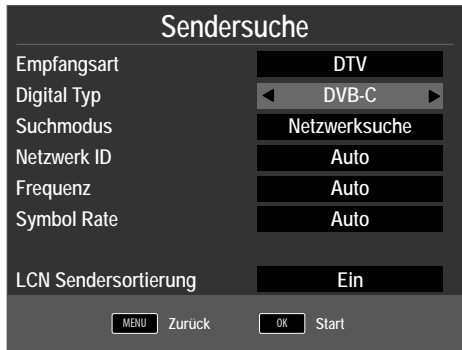 Sendersuche
Empfangsart DTV
Digital Typ DVB-C
Suchmodus Netzwerksuche
Netzwerk ID Auto
Frequenz Auto
Symbol Rate Auto
LCN Sendersortierung Ein
MENU Zurück OK Start